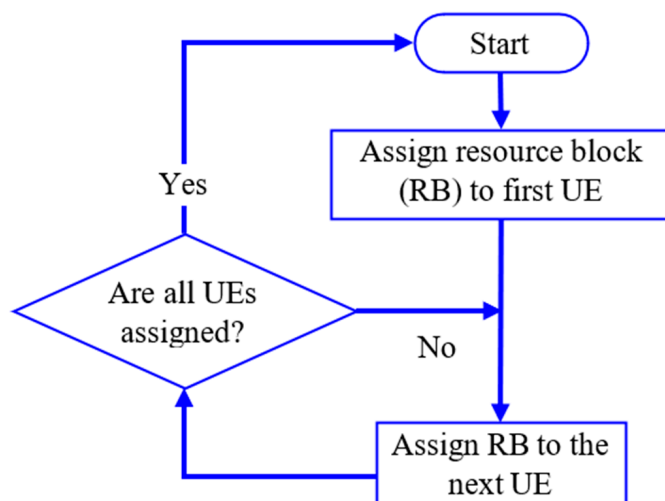 Start
Assign resource block
(RB) to first UE
Yes
Are all UEs
assigned?
No
Assign RB to the
next UE